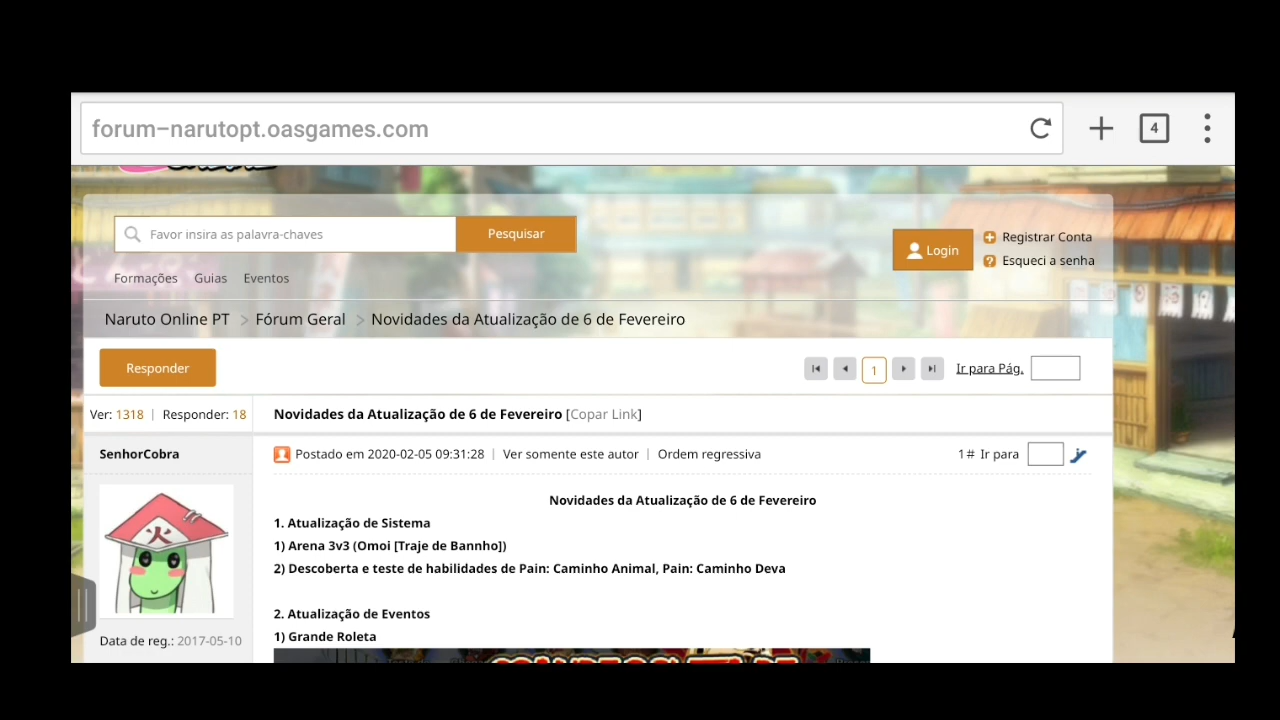 forum-narutopt.oasgames.com
4
Favor insira as palavra-chaves
Pesquisar
Login
Registrar Conta
Esqueci a senha
Formações Guias Eventos
Naruto Online PT > Fórum Geral > Novidades da Atualização de 6 de Fevereiro
Responder
1
Ir para Pág.
Ver: 1318 | Responder: 18
Novidades da Atualização de 6 de Fevereiro [Copar Link]
SenhorCobra
Postado em 2020-02-05 09:31:28 | Ver somente este autor | Ordem regressiva
1# Ir para
火
Data de reg.: 2017-05-10
Novidades da Atualização de 6 de Fevereiro
1. Atualização de Sistema
1) Arena 3v3 (Omoi [Traje de Bannho])
2) Descoberta e teste de habilidades de Pain: Caminho Animal, Pain: Caminho Deva
2. Atualização de Eventos
1) Grande Roleta